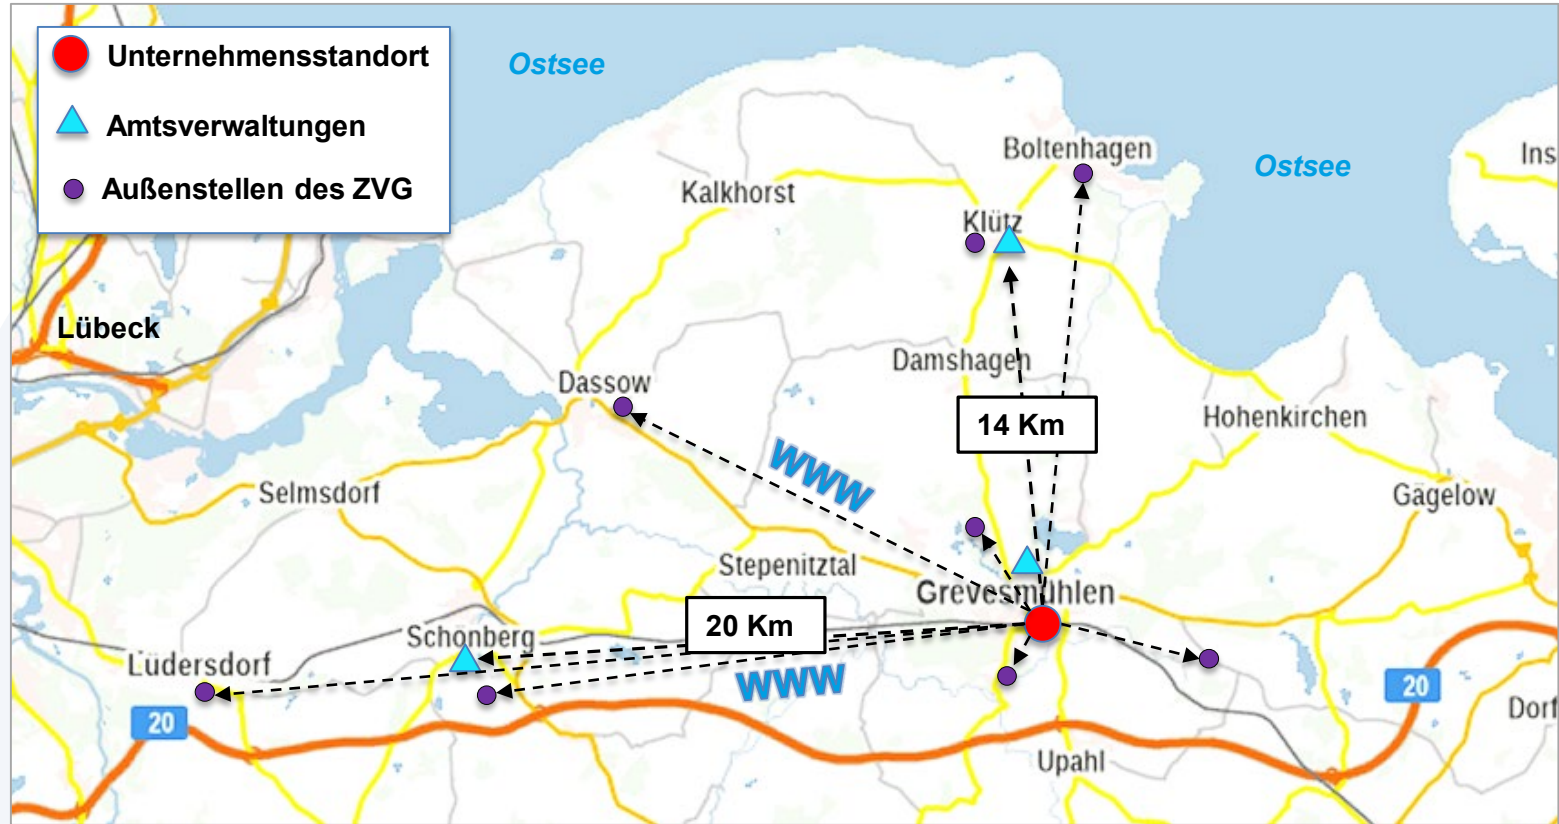 Unternehmensstandort
Amtsverwaltungen
Außenstellen des ZVG
Ostsee
Boltenhagen
Ostsee
Ins
Kalkhorst
Klütz
Lübeck
Damshagen
Dassow
14 Km
Hohenkirchen
WWW
Selmsdorf
Gägelow
Stepenitztal
Grevesmühlen
20 Km
Schönberg
Lüdersdorf
WWW
20
20
Dorf
Upahl